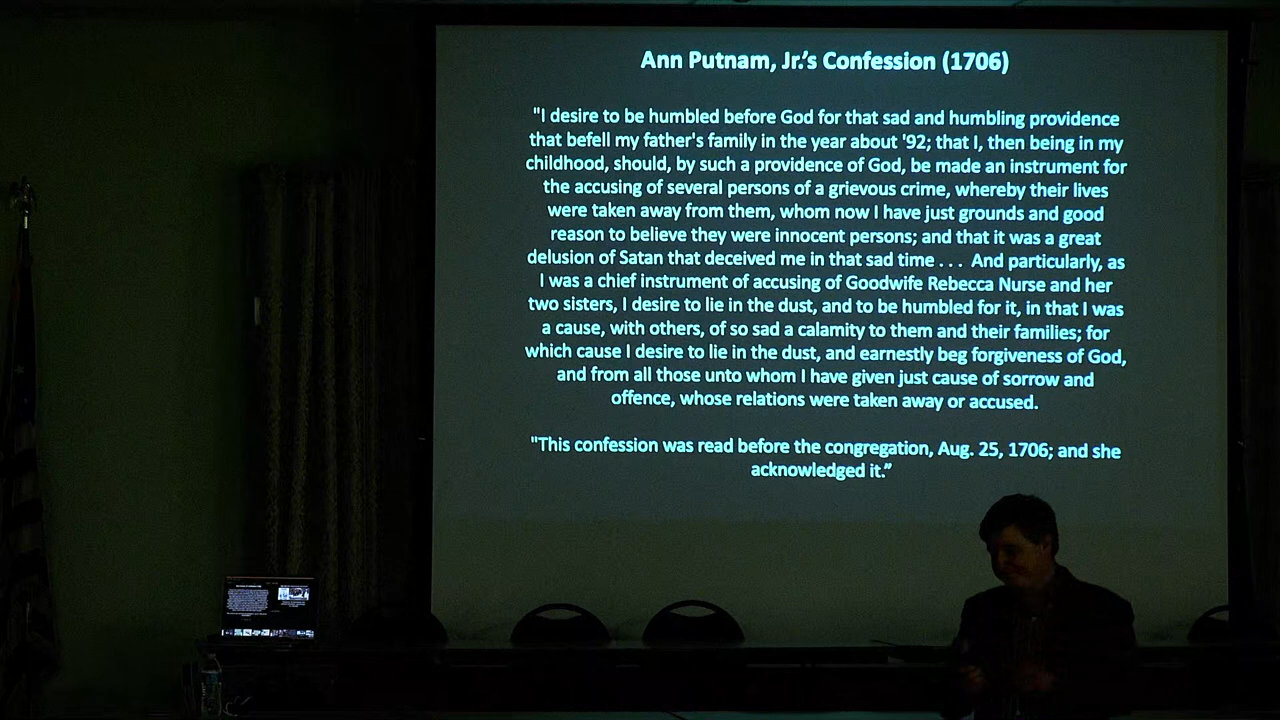 Ann Putnam, Jr.'s Confession (1706)
"I desire to be humbled before God for that sad and humbling providence
that befell my father's family in the year about '92; that I, then being in my
childhood, should, by such a providence of God, be made an instrument for
the accusing of several persons of a grievous crime, whereby their lives
were taken away from them, whom now I have just grounds and good
reason to believe they were innocent persons; and that it was a great
delusion of Satan that deceived me in that sad time . . .  And particularly, as
I was a chief instrument of accusing of Goodwife Rebecca Nurse and her
two sisters, I desire to lie in the dust, and to be humbled for it, in that I was
a cause, with others, of so sad a calamity to them and their families; for
which cause I desire to lie in the dust, and earnestly beg forgiveness of God,
and from all those unto whom I have given just cause of sorrow and
offence, whose relations were taken away or accused.
"This confession was read before the congregation, Aug. 25, 1706; and she
acknowledged it.”